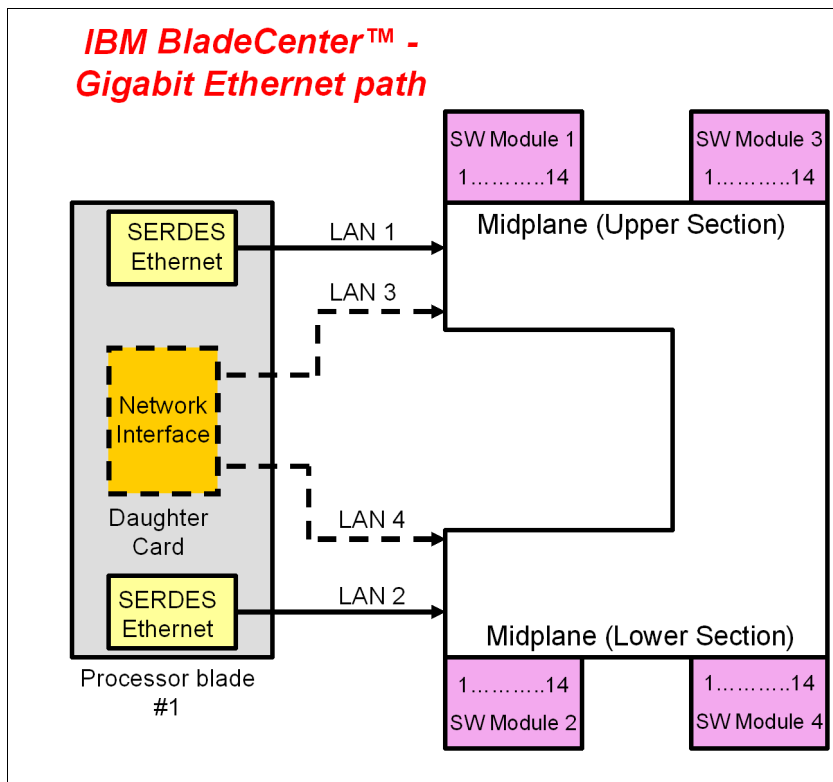 IBM BladeCenter™ -
Gigabit Ethernet path
SW Module 1
1………..14
SW Module 3
1………..14
SERDES
Ethernet
LAN 1
Midplane (Upper Section)
LAN 3
Network
Interface
Daughter
Card
LAN 4
SERDES
Ethernet
LAN 2
Midplane (Lower Section)
Processor blade
#1
1………..14
SW Module 2
1………..14
SW Module 4